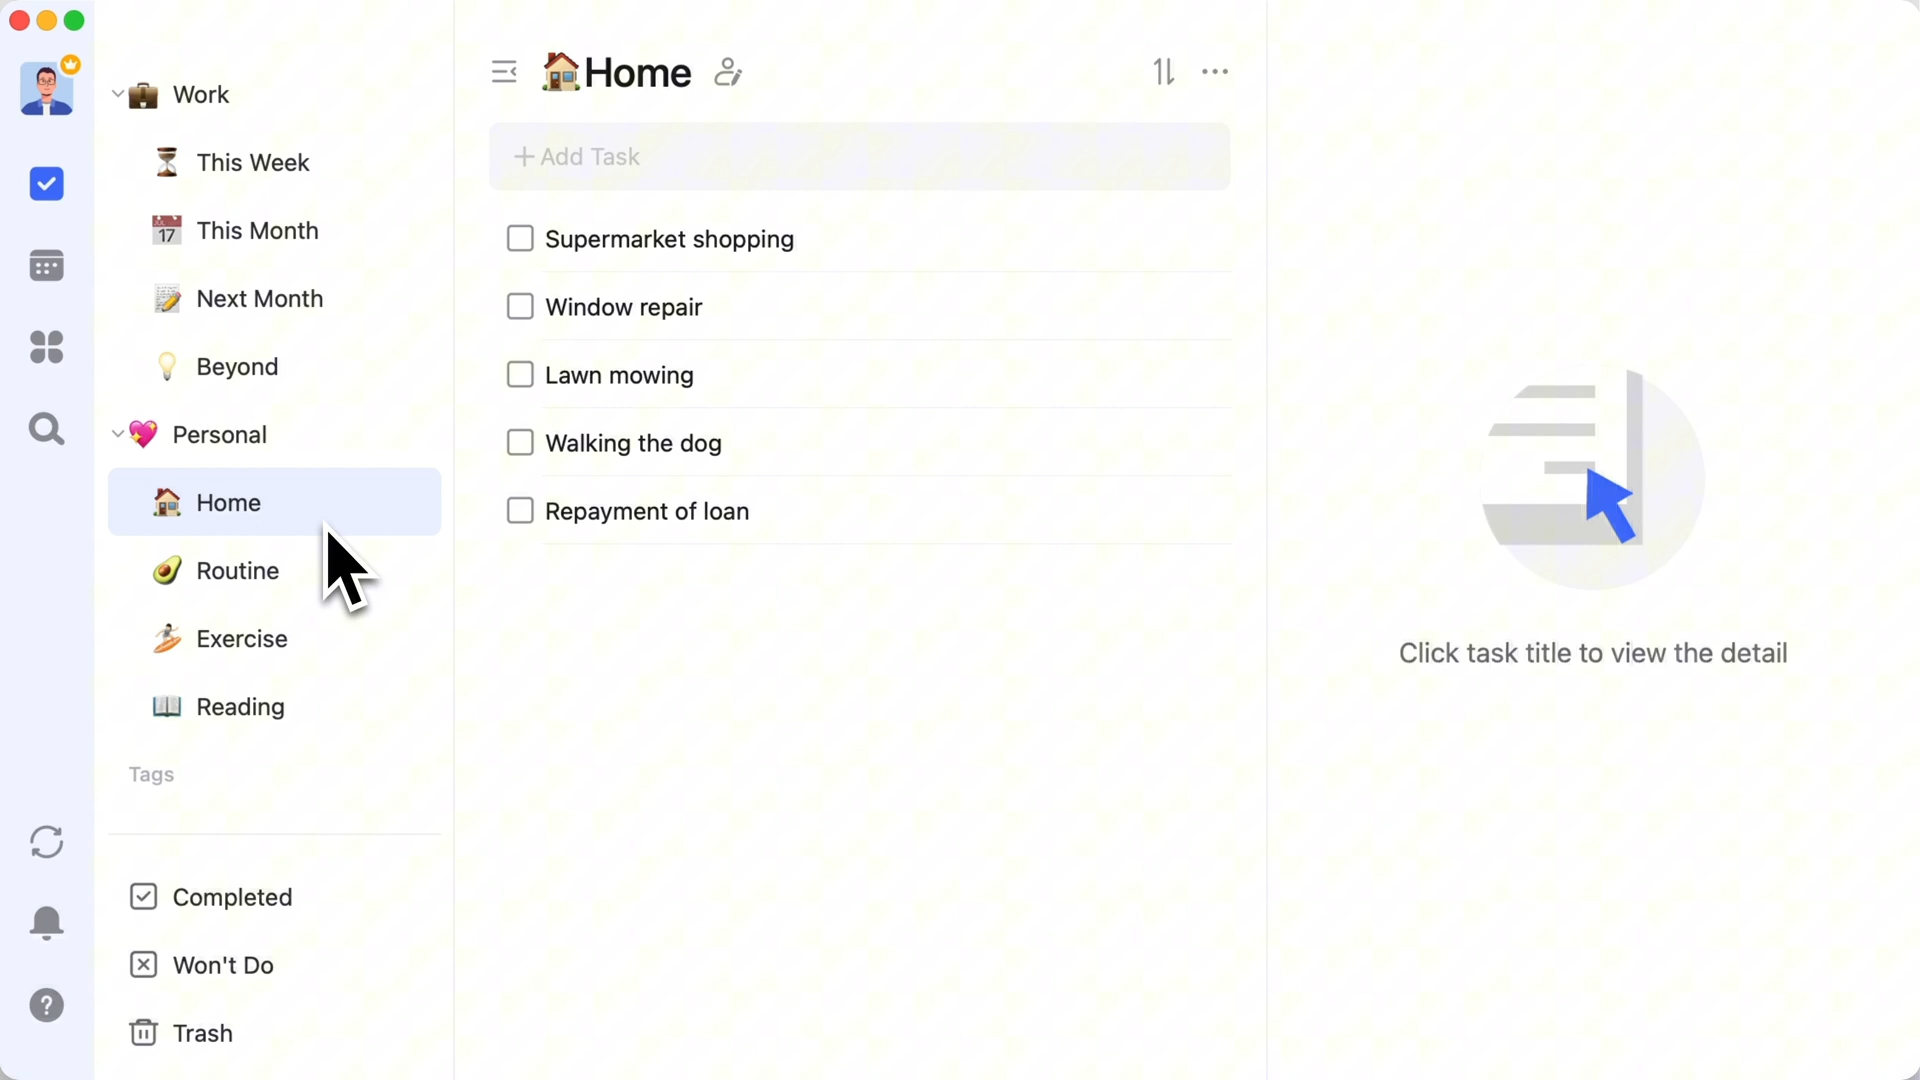 Work
This Week
17
This Month
Next Month
Beyond
Personal
Home
Routine
Exercise
Reading
Tags
Completed
Won't Do
Trash
Home
+ Add Task
Supermarket shopping
Window repair
Lawn mowing
Walking the dog
Repayment of loan
Click task title to view the detail
?